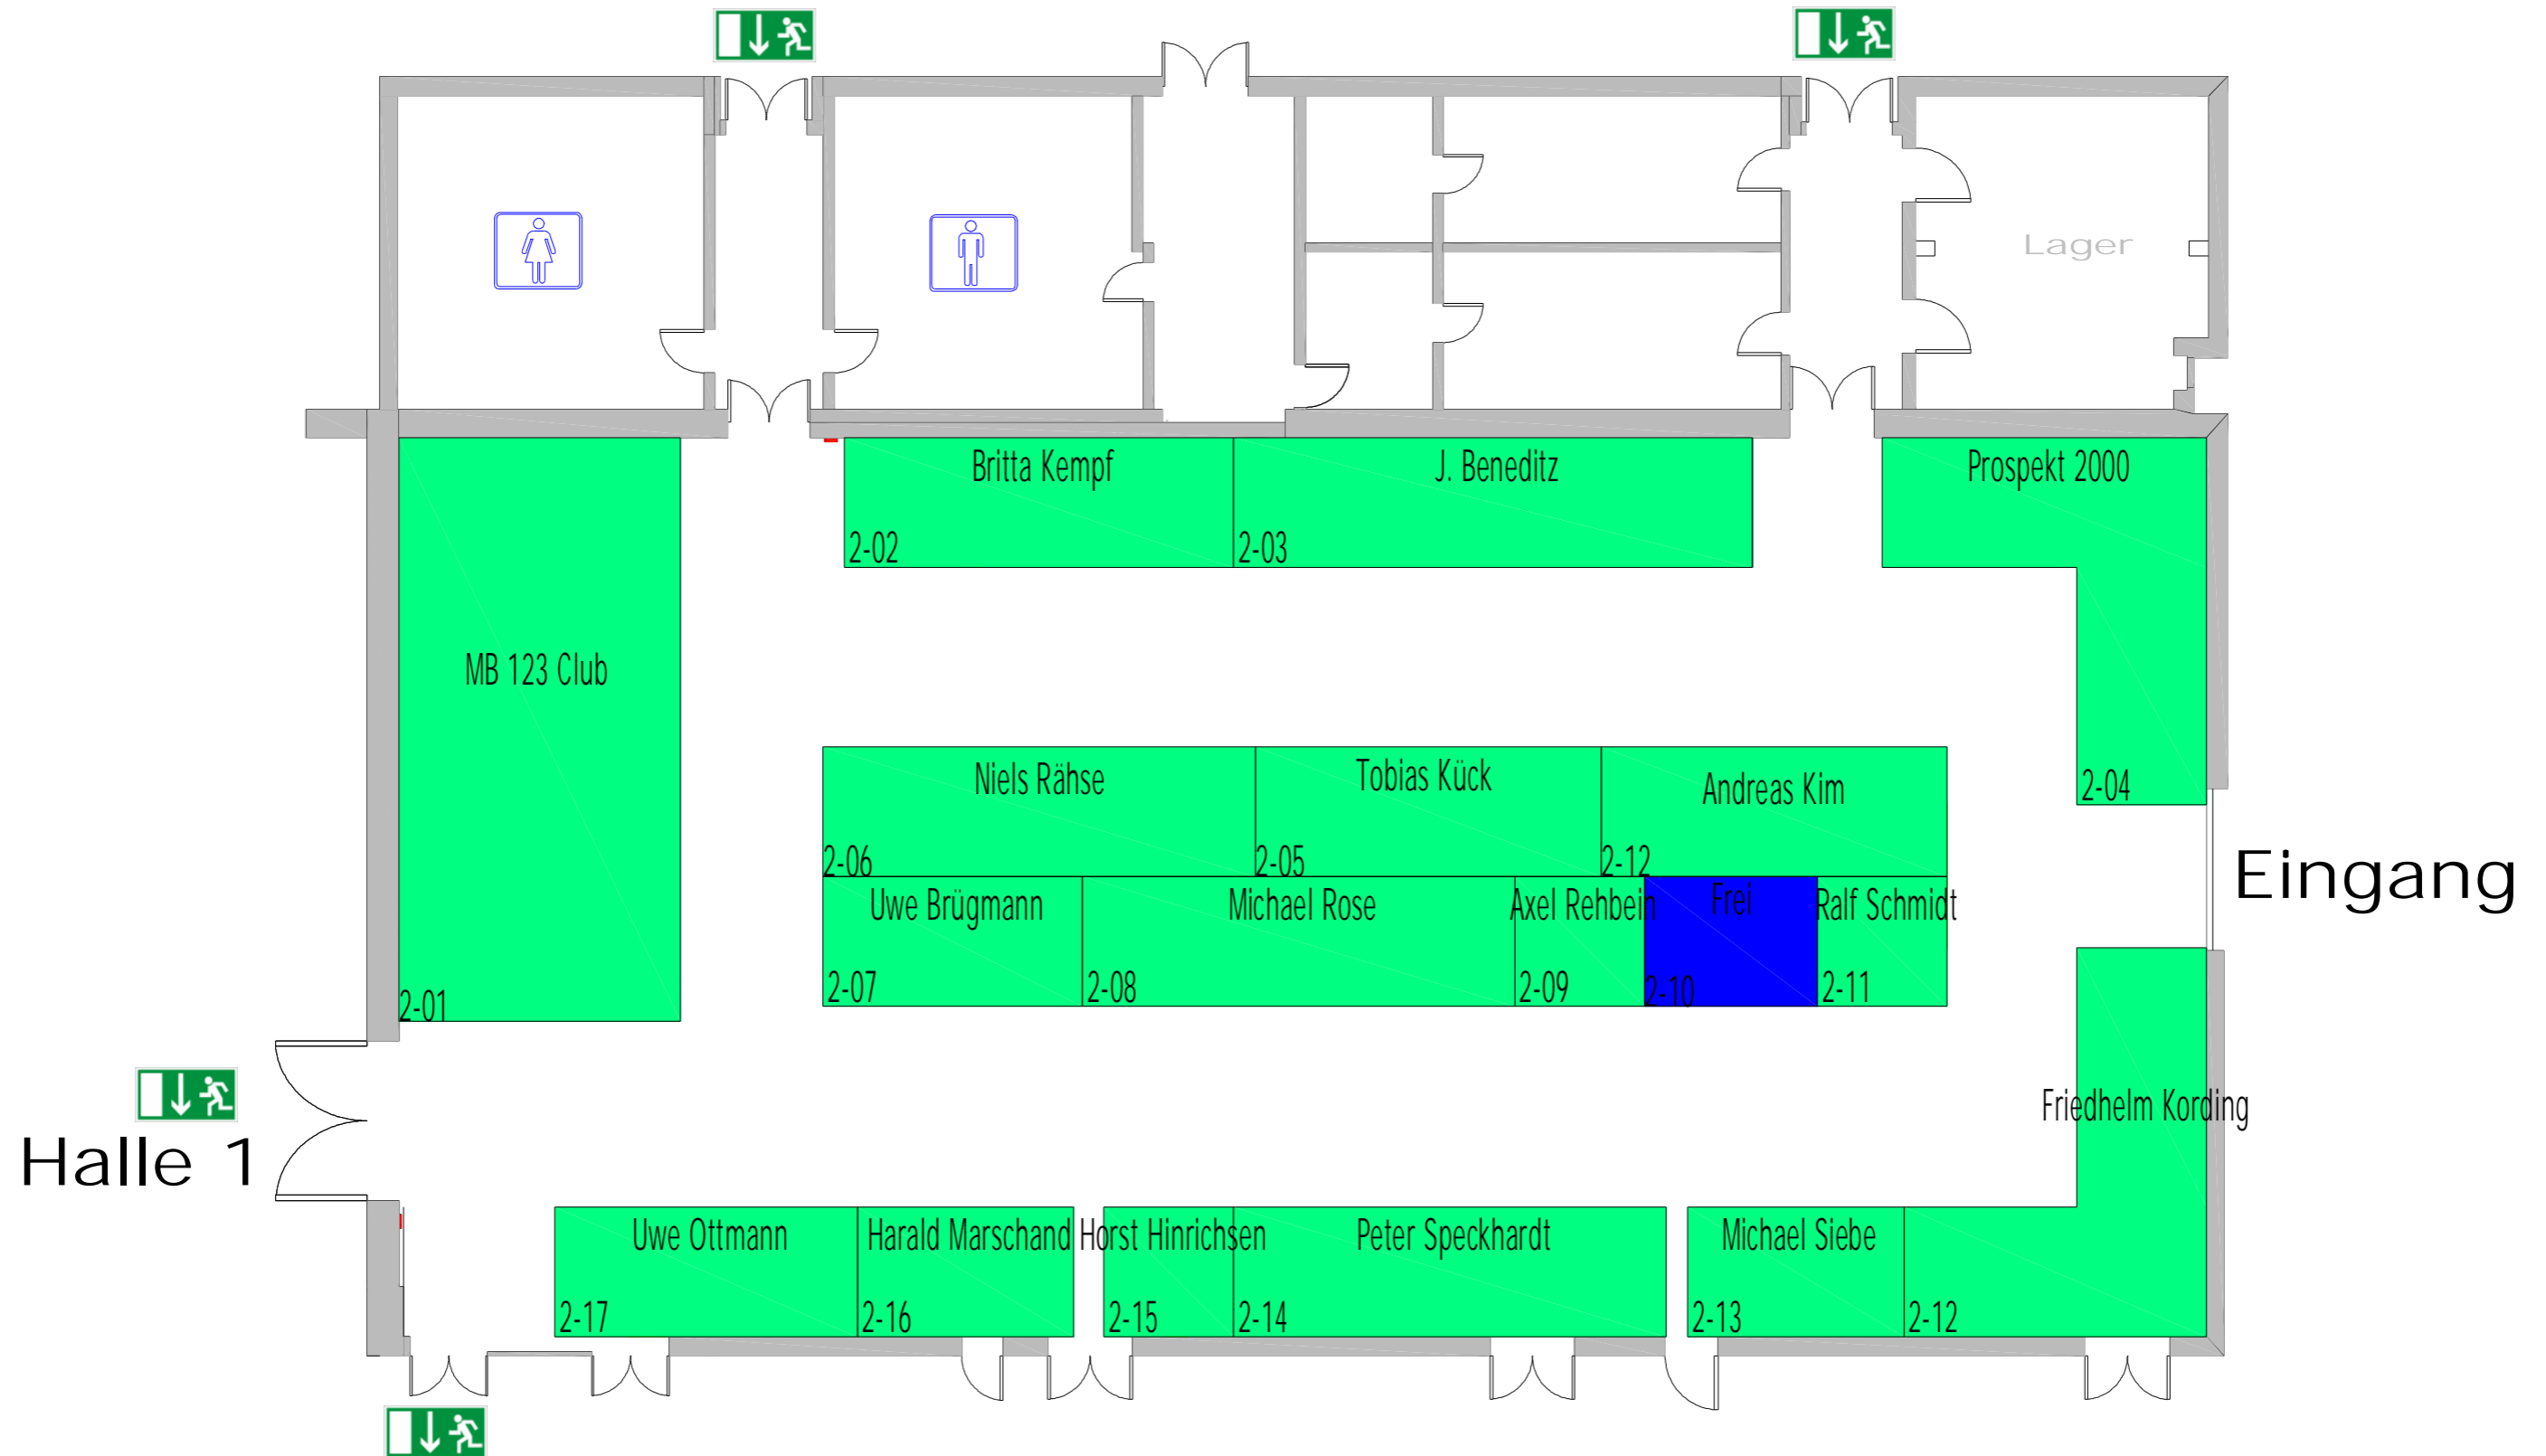 Lager
Britta Kempf
2-02
J. Beneditz
2-03
Prospekt 2000
2-04
MB 123 Club
2-01
Niels Rähse
2-06
Tobias Kück
2-05
Andreas Kim
2-12
Uwe Brügmann
2-07
Michael Rose
2-08
Axel Rehbein
2-09
Frei
2-10
Ralf Schmidt
2-11
Eingang
Halle 1
Friedhelm Kording
2-12
Uwe Ottmann
2-17
Harald Marschand
2-16
Horst Hinrichsen
2-15
Peter Speckhardt
2-14
Michael Siebe
2-13